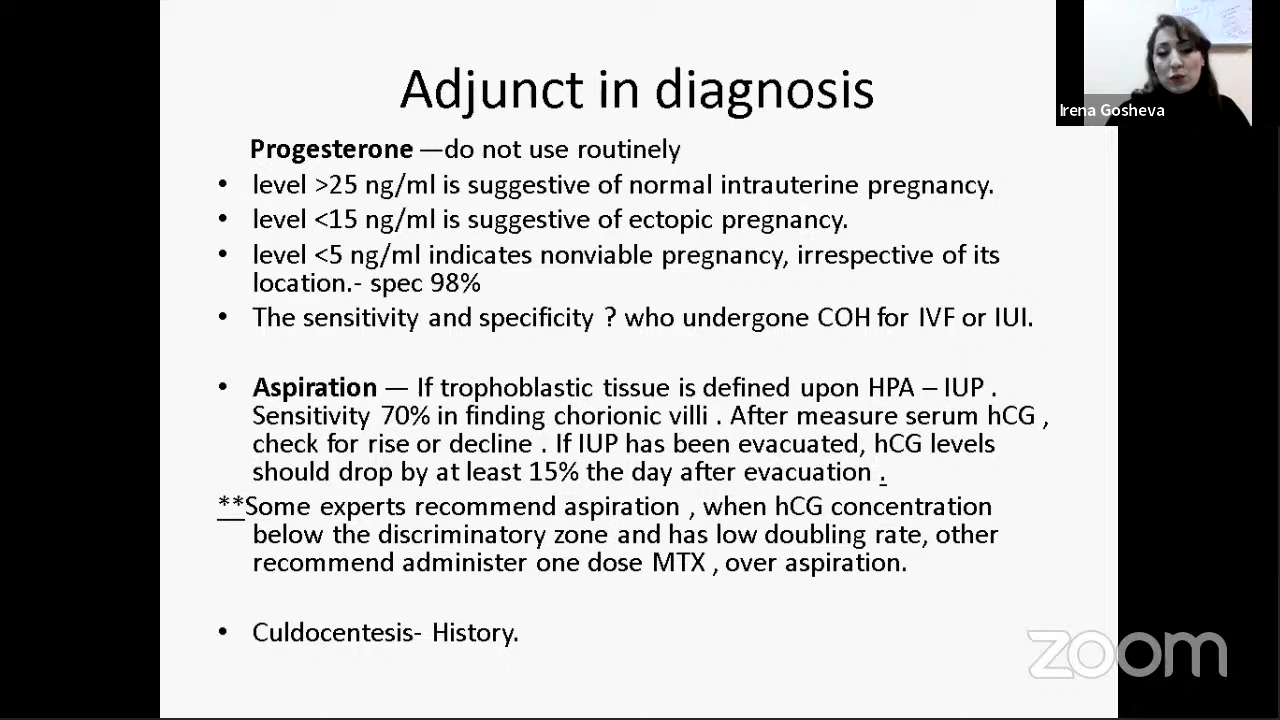 Adjunct in diagnosis
Irena Gosheva
Progesterone —do not use routinely
• level >25 ng/ml is suggestive of normal intrauterine pregnancy.
• level <15 ng/ml is suggestive of ectopic pregnancy.
• level <5 ng/ml indicates nonviable pregnancy, irrespective of its
location.- spec 98%
• The sensitivity and specificity ? who undergone COH for IVF or IUI.
• Aspiration — If trophoblastic tissue is defined upon HPA – IUP .
Sensitivity 70% in finding chorionic villi . After measure serum hCG ,
check for rise or decline . If IUP has been evacuated, hCG levels
should drop by at least 15% the day after evacuation .
**Some experts recommend aspiration , when hCG concentration
below the discriminatory zone and has low doubling rate, other
recommend administer one dose MTX , over aspiration.
• Culdocentesis- History.
zoom